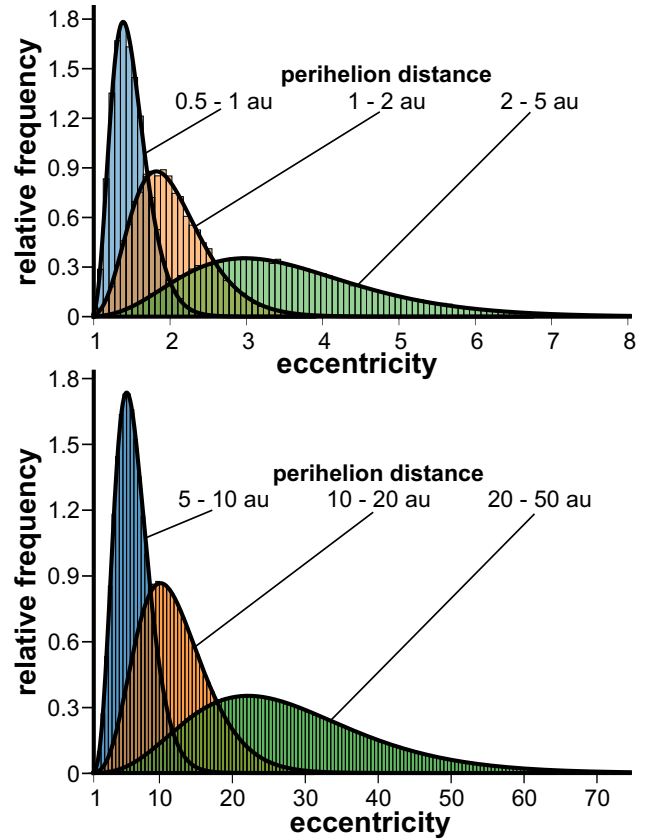 1.8
1.5
1.2
0.9
0.6
0.3
0
relative frequency
perihelion distance
0.5 - 1 au 1 - 2 au 2 - 5 au
1 2 3 4 5 6 7 8
eccentricity
1.8
1.5
1.2
0.9
0.6
0.3
0
relative frequency
perihelion distance
5 - 10 au 10 - 20 au 20 - 50 au
1 10 20 30 40 50 60 70
eccentricity